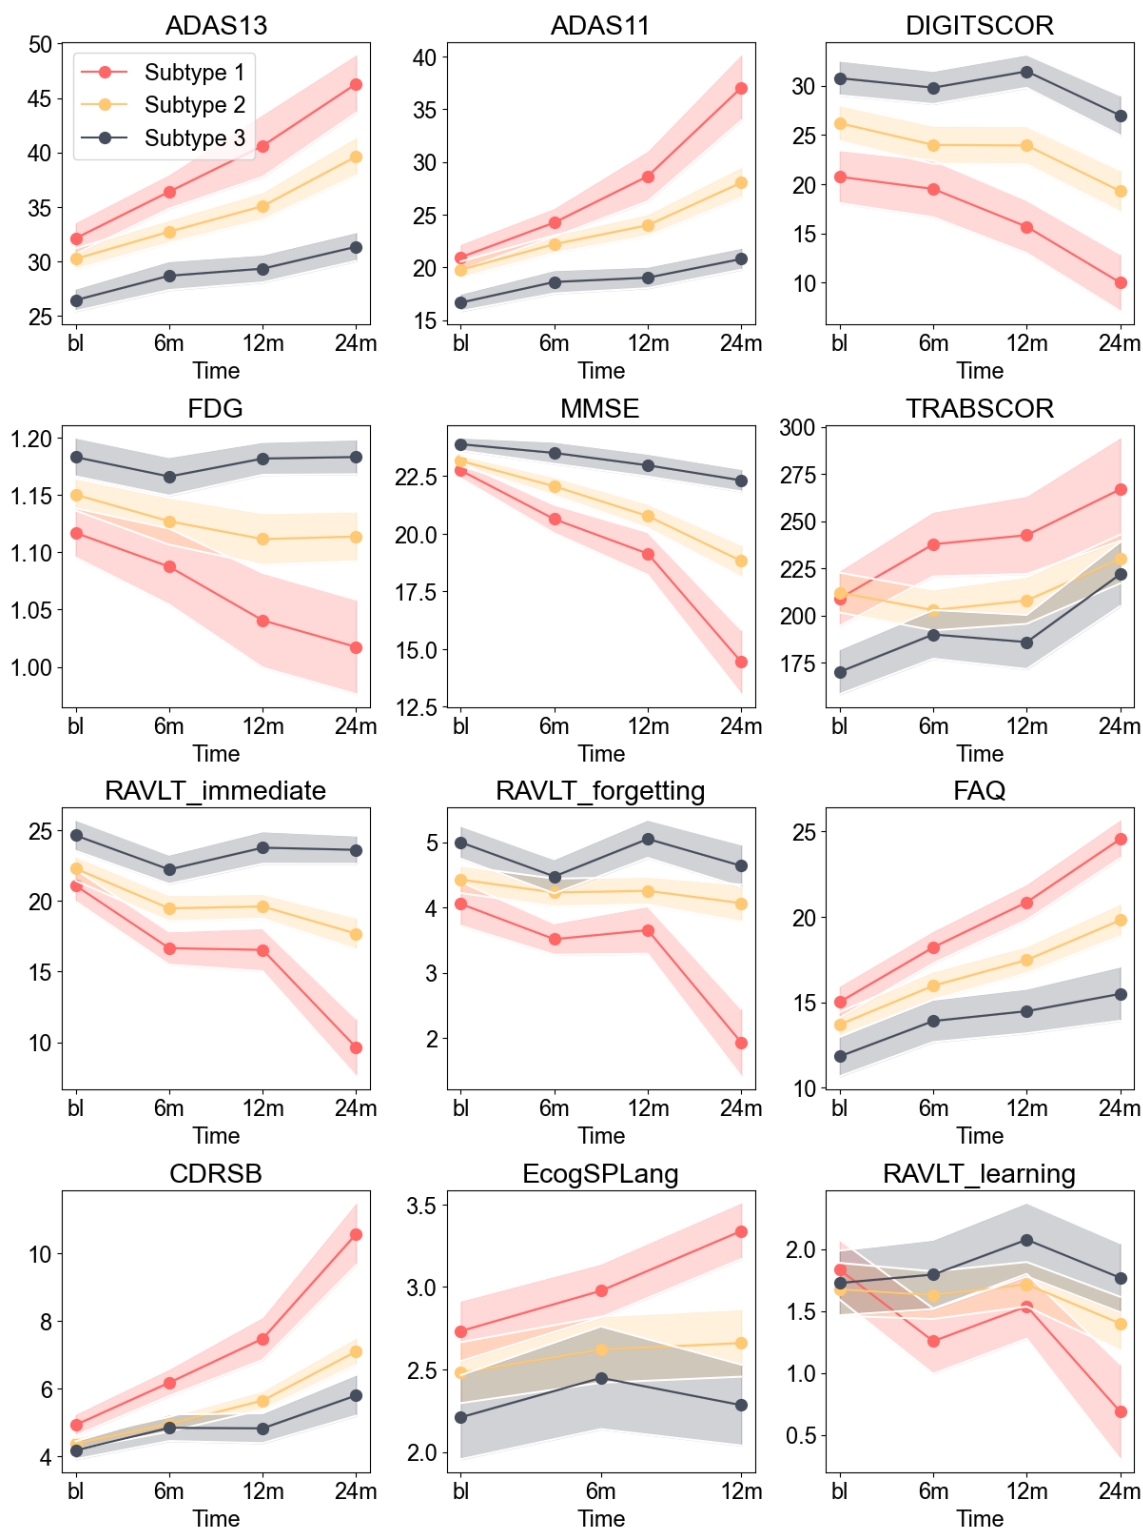 ADAS13
50
45
40
35
30
25
Subtype 1
Subtype 2
Subtype 3
bl 6m 12m 24m
Time
ADAS11
40
35
30
25
20
15
bl 6m 12m 24m
Time
DIGITSCOR
30
25
20
15
10
bl 6m 12m 24m
Time
FDG
1.20
1.15
1.10
1.05
1.00
bl 6m 12m 24m
Time
MMSE
22.5
20.0
17.5
15.0
12.5
bl 6m 12m 24m
Time
TRABSCOR
300
275
250
225
200
175
bl 6m 12m 24m
Time
RAVLT_immediate
25
20
15
10
bl 6m 12m 24m
Time
RAVLT_forgetting
5
4
3
2
bl 6m 12m 24m
Time
FAQ
25
20
15
10
bl 6m 12m 24m
Time
CDRSB
10
8
6
4
bl 6m 12m 24m
Time
EcogSPLang
3.5
3.0
2.5
2.0
bl 6m 12m
Time
RAVLT_learning
2.0
1.5
1.0
0.5
bl 6m 12m 24m
Time